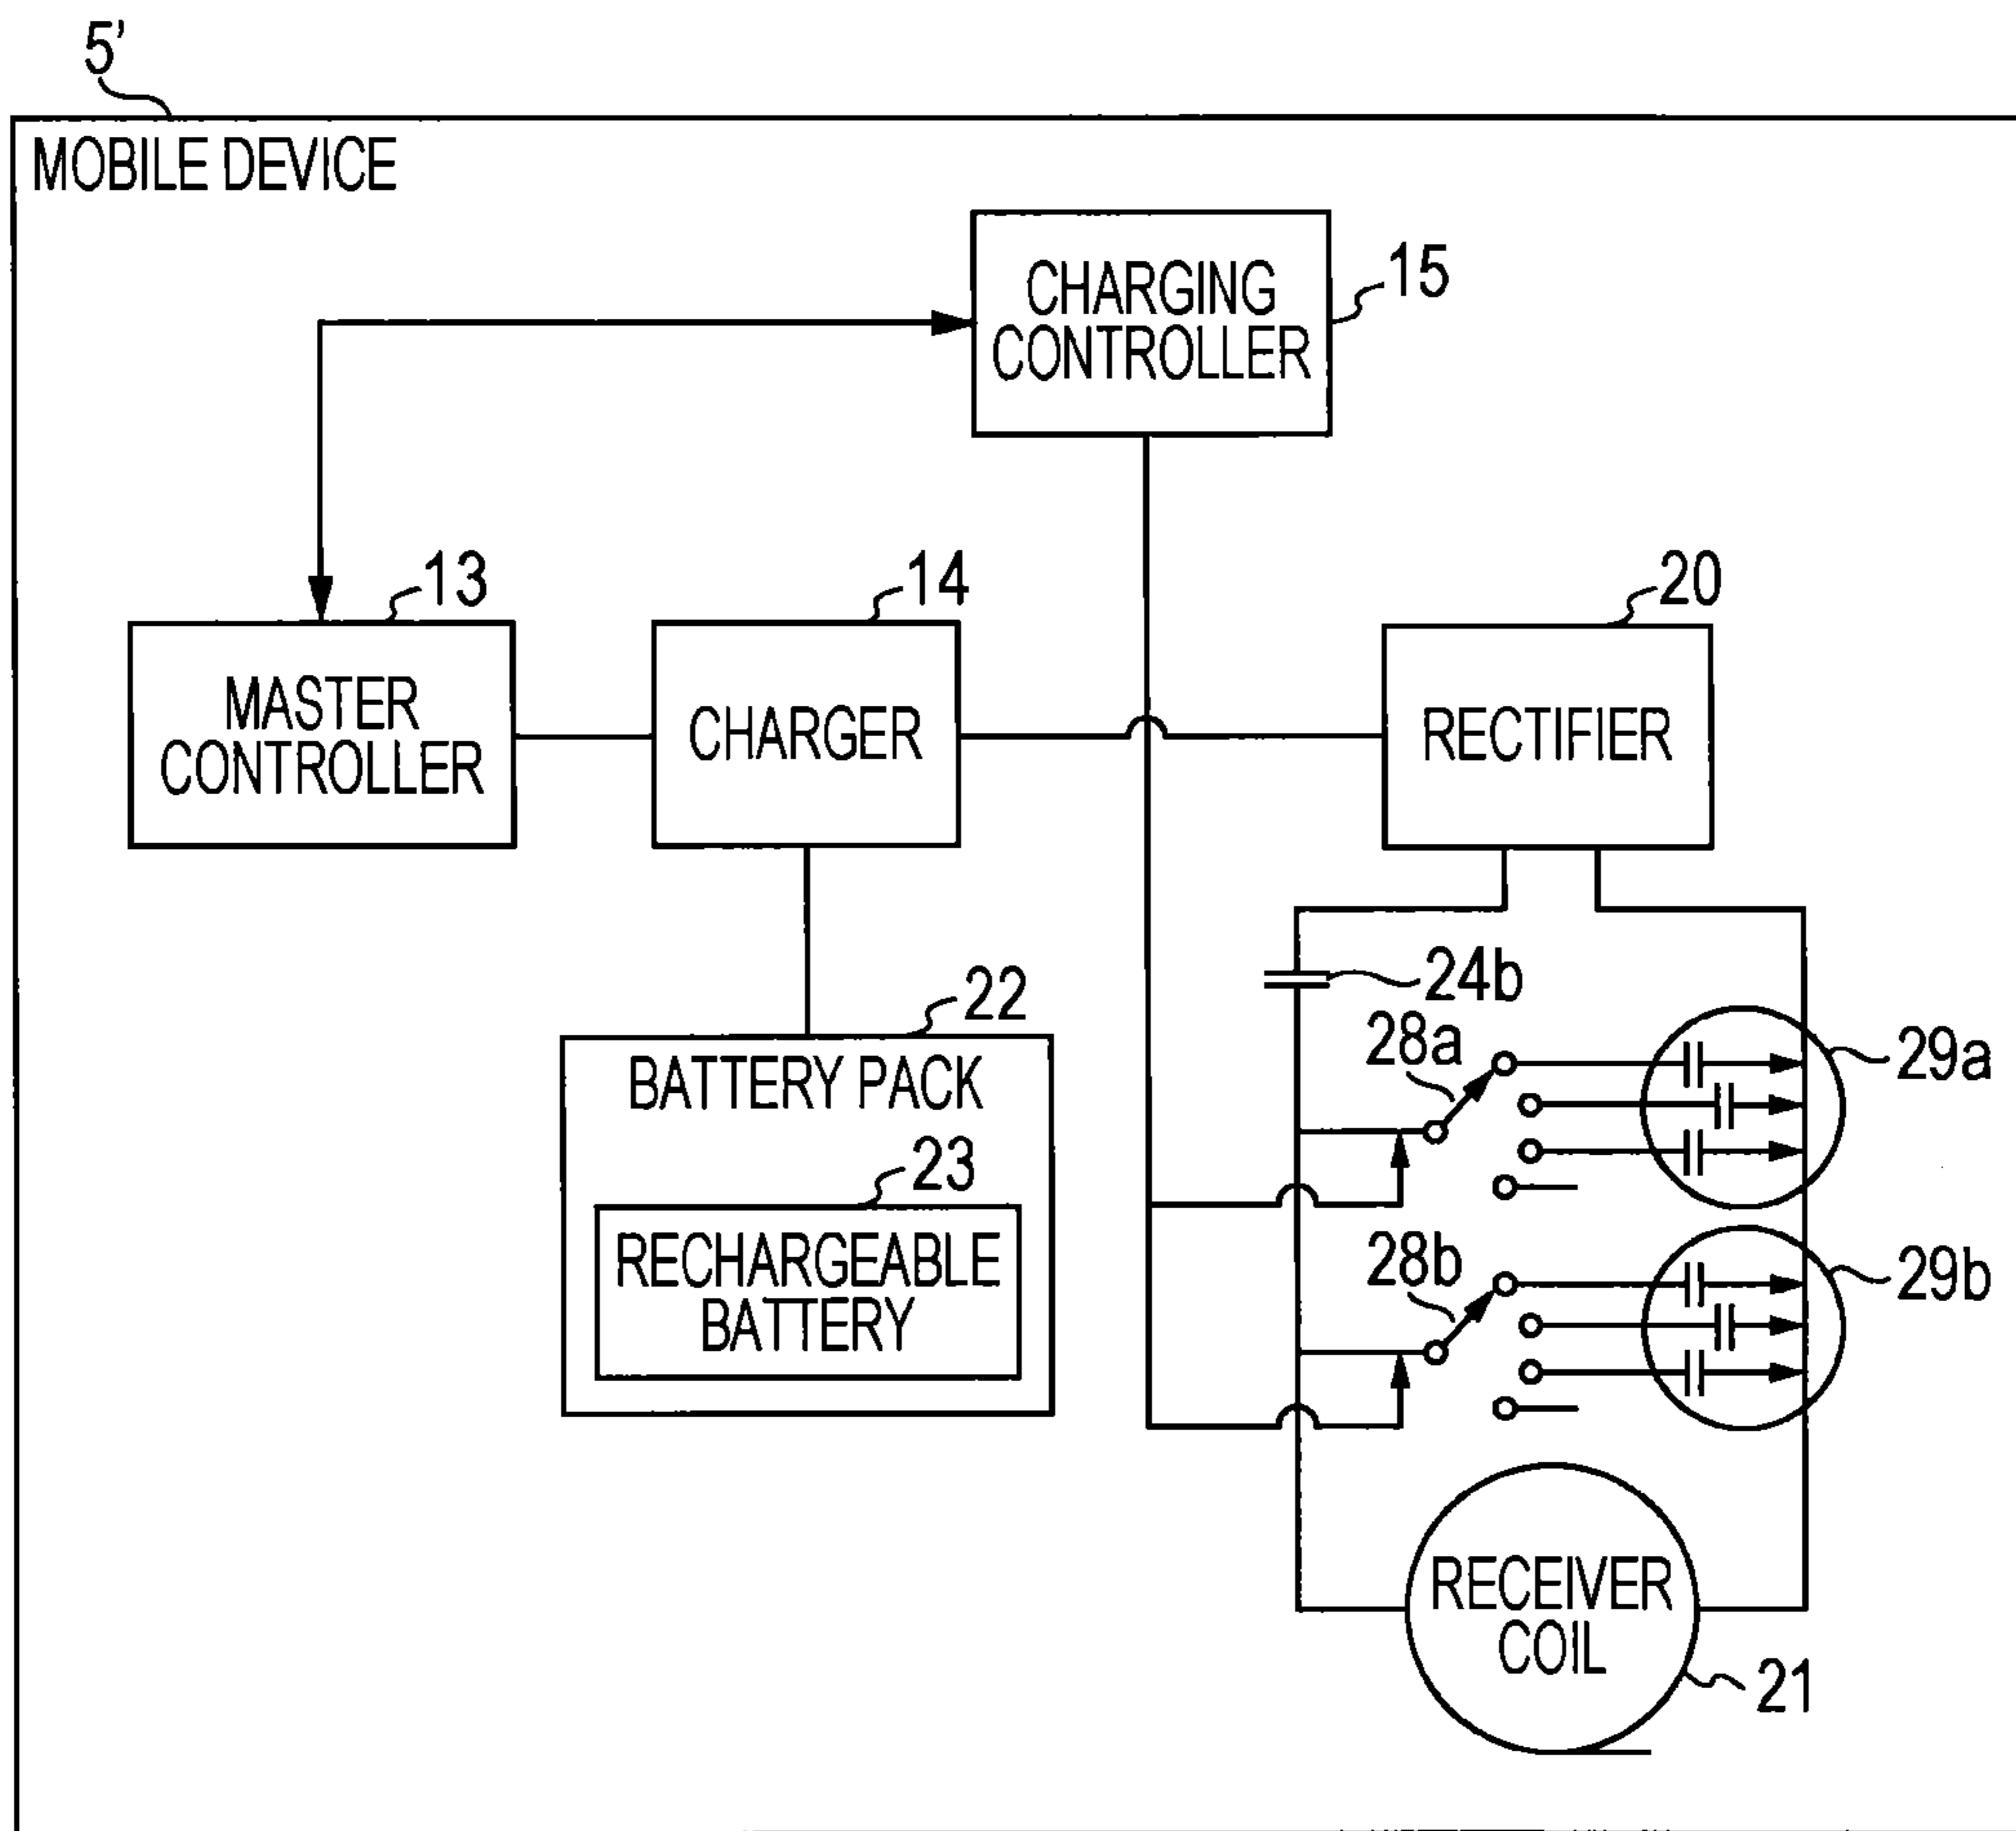 5'
MOBILE DEVICE
CHARGING
CONTROLLER
15
13
14
20
MASTER
CONTROLLER
CHARGER
RECTIFIER
24b
22
BATTERY PACK
28a
29a
23
RECHARGEABLE
BATTERY
28b
29b
RECEIVER
COIL
21